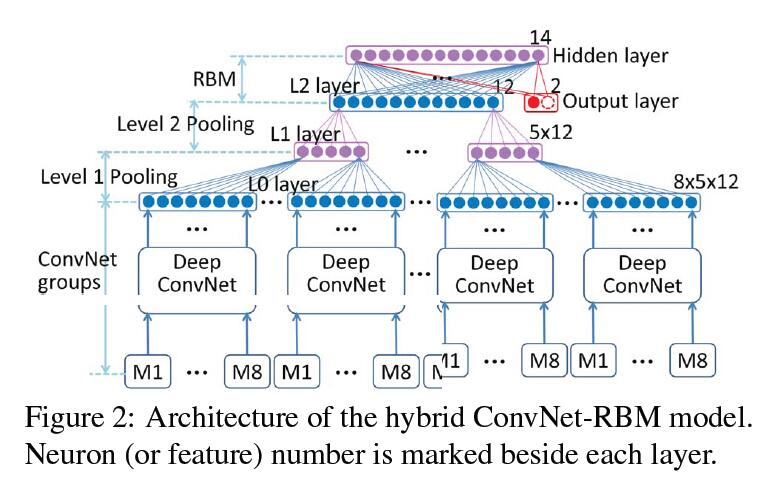 14
Hidden layer
RBM
...
L2 layer
12
2
Output layer
Level 2 Pooling
L1 layer
...
5x12
Level 1 Pooling
L0 layer
8x5x12
... ... ...
... ... ... ...
ConvNet groups
Deep ConvNet
Deep ConvNet
...
Deep ConvNet
Deep ConvNet
M1 ... M8
M1 ... M8
M1 ... M8
M1 ... M8
Figure 2: Architecture of the hybrid ConvNet-RBM model.
Neuron (or feature) number is marked beside each layer.